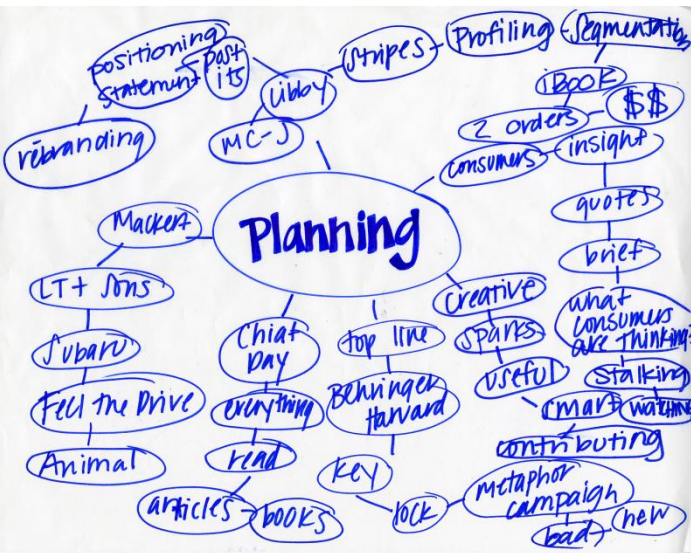 positioning
statement
post
its
rebranding
Libby
MC-J
Stripes
Profiling
Segmentation
iBook
$$
2 orders
consumers
insight
quotes
brief
what
consumers
are thinking
Stalking
watching
Planning
Mackert
LT+ Sons
Subaru
Feel the Drive
Animal
Chiat
Day
everything
read
articles
books
top line
Behringer
Harvard
key
lock
metaphor
campaign
bad
new
creative
sparks
useful
smart
contributing